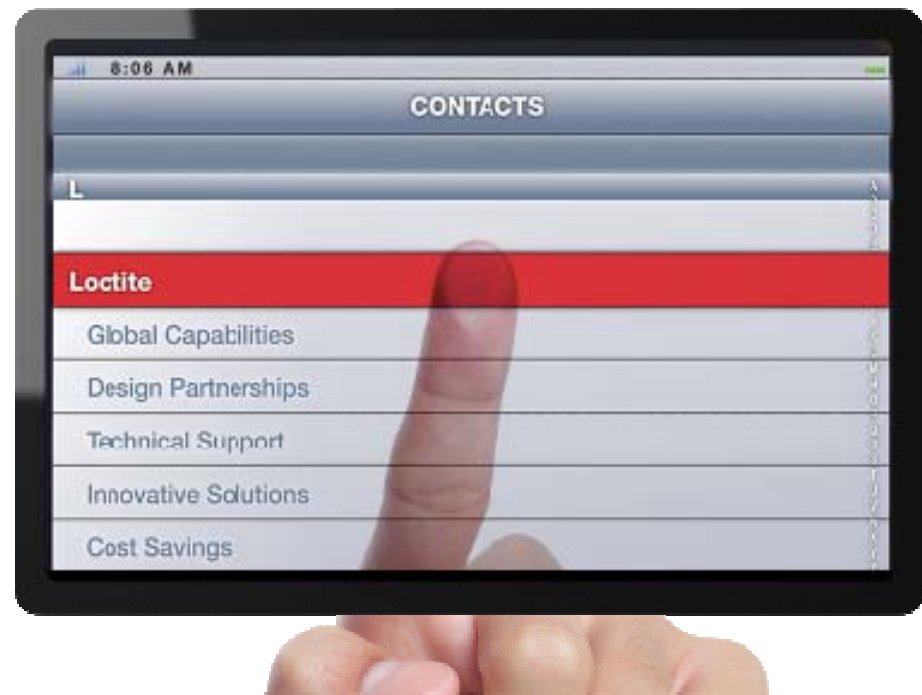 8:06 AM
CONTACTS
L
Loctite
Global Capabilities
Design Partnerships
Technical Support
Innovative Solutions
Cost Savings